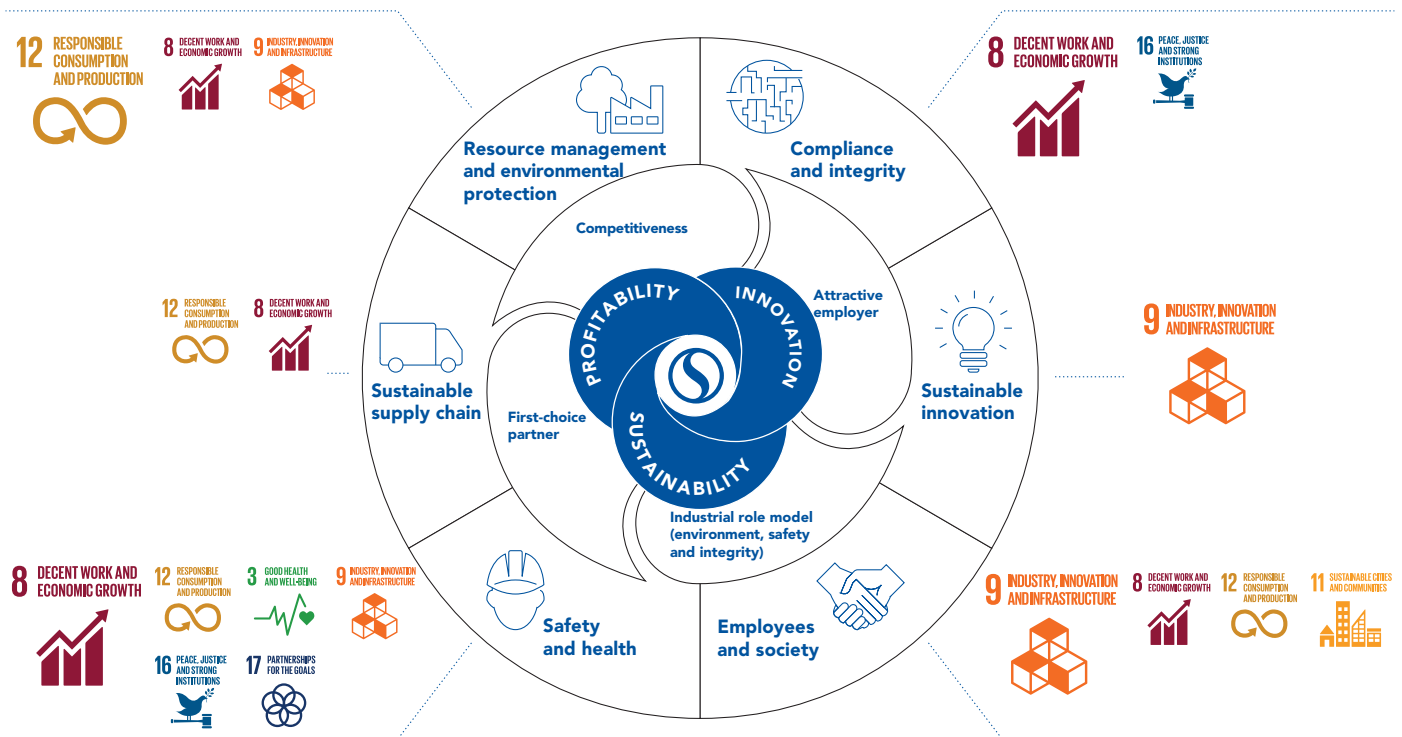 12 RESPONSIBLE
CONSUMPTION
AND PRODUCTION
8 DECENT WORK AND
ECONOMIC GROWTH
9 INDUSTRY, INNOVATION
AND INFRASTRUCTURE
8 DECENT WORK AND
ECONOMIC GROWTH
16 PEACE, JUSTICE
AND STRONG
INSTITUTIONS
Resource management
and environmental
protection
Compliance
and integrity
Competitiveness
12 RESPONSIBLE
CONSUMPTION
AND PRODUCTION
8 DECENT WORK AND
ECONOMIC GROWTH
PROFITABILITY
INNOVATION
Attractive
employer
9 INDUSTRY, INNOVATION
AND INFRASTRUCTURE
Sustainable
supply chain
First-choice
partner
SUSTAINABILITY
Sustainable
innovation
Industrial role model
(environment, safety
and integrity)
8 DECENT WORK AND
ECONOMIC GROWTH
12 RESPONSIBLE
CONSUMPTION
AND PRODUCTION
3 GOOD HEALTH
AND WELL-BEING
9 INDUSTRY, INNOVATION
AND INFRASTRUCTURE
16 PEACE, JUSTICE
AND STRONG
INSTITUTIONS
17 PARTNERSHIPS
FOR THE GOALS
Safety
and health
Employees
and society
9 INDUSTRY, INNOVATION
AND INFRASTRUCTURE
8 DECENT WORK AND
ECONOMIC GROWTH
12 RESPONSIBLE
CONSUMPTION
AND PRODUCTION
11 SUSTAINABLE CITIES
AND COMMUNITIES